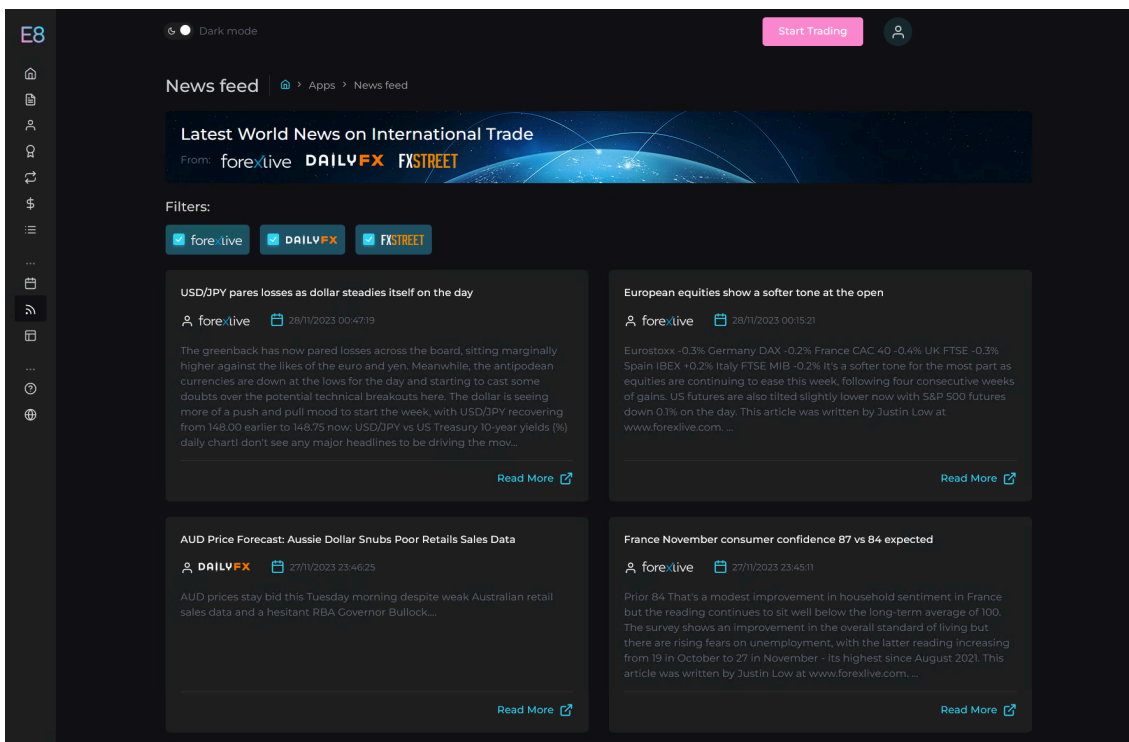 E8
Dark mode
Start Trading
News feed
Apps > News feed
Latest World News on International Trade
From: forexlive DAILYFX FXSTREET
Filters:
forexlive DAILYFX FXSTREET
USD/JPY pares losses as dollar steadies itself on the day
forexlive 28/11/2023 00:47:19
The greenback has now pared losses across the board, sitting marginally
higher against the likes of the euro and yen. Meanwhile, the antipodean
currencies are down at the lows for the day and starting to cast some
doubts over the potential technical breakouts here. The dollar is seeing
more of a push and pull mood to start the week, with USD/JPY recovering
from 148.00 earlier to 148.75 now: USD/JPY vs US Treasury 10-year yields (%)
daily chartI don't see any major headlines to be driving the mov...
Read More
European equities show a softer tone at the open
forexlive 28/11/2023 00:15:21
Eurostoxx -0.3% Germany DAX -0.2% France CAC 40 -0.4% UK FTSE -0.3%
Spain IBEX +0.2% Italy FTSE MIB -0.2% It's a softer tone for the most part as
equities are continuing to ease this week, following four consecutive weeks
of gains. US futures are also tilted slightly lower now with S&P 500 futures
down 0.1% on the day. This article was written by Justin Low at
www.forexlive.com. ...
Read More
AUD Price Forecast: Aussie Dollar Snubs Poor Retails Sales Data
DAILYFX 27/11/2023 23:46:25
AUD prices stay bid this Tuesday morning despite weak Australian retail
sales data and a hesitant RBA Governor Bullock....
Read More
France November consumer confidence 87 vs 84 expected
forexlive 27/11/2023 23:45:11
Prior 84 That's a modest improvement in household sentiment in France
but the reading continues to sit well below the long-term average of 100.
The survey shows an improvement in the overall standard of living but
there are rising fears on unemployment, with the latter reading increasing
from 19 in October to 27 in November - its highest since August 2021. This
article was written by Justin Low at www.forexlive.com. ...
Read More